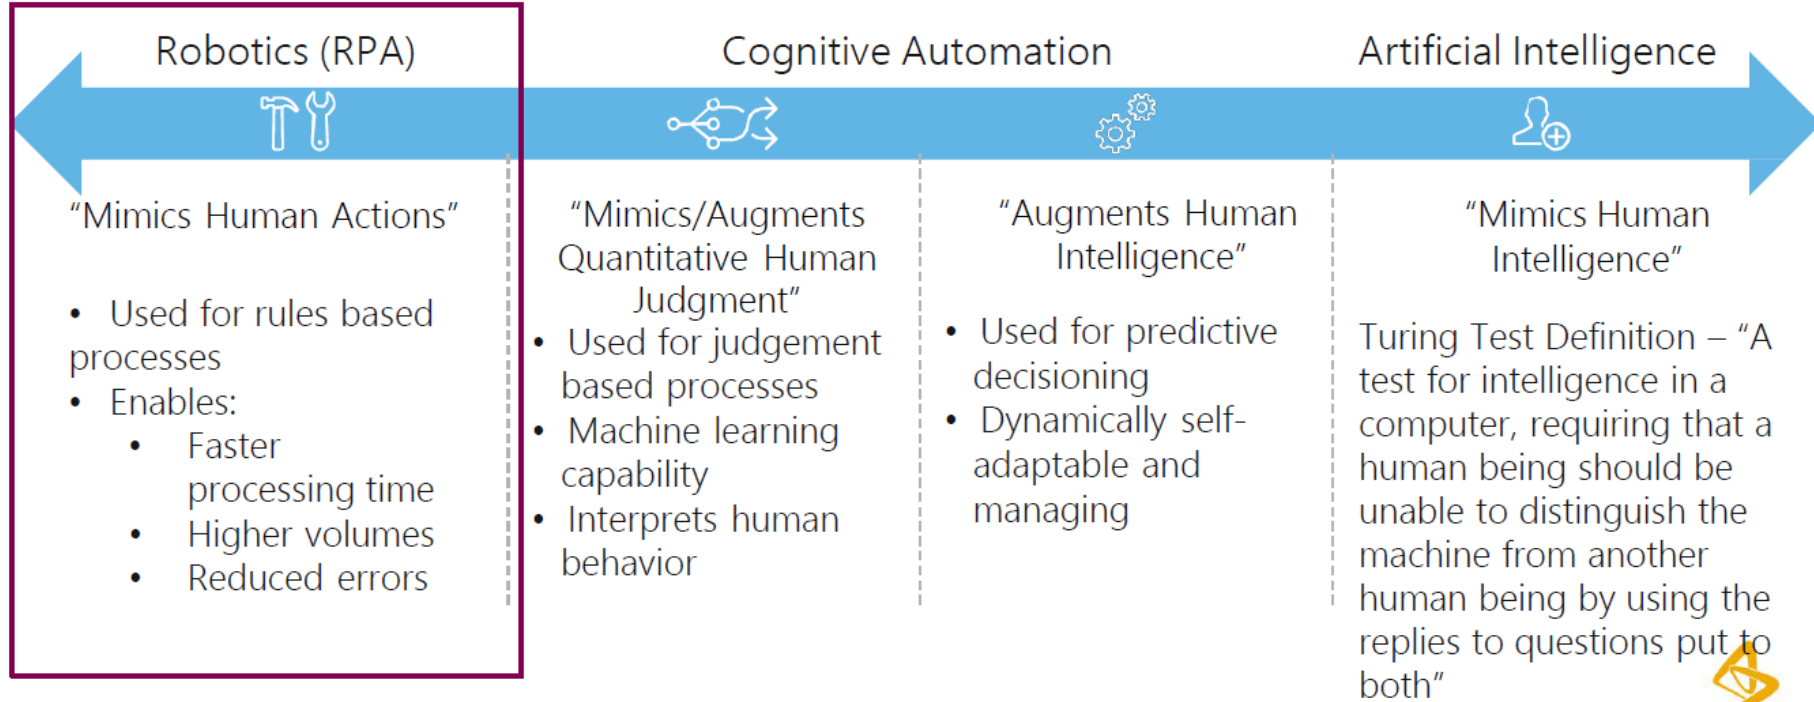 Robotics (RPA)
Cognitive Automation
Artificial Intelligence
“Mimics Human Actions”
• Used for rules based
processes
• Enables:
• Faster
processing time
• Higher volumes
• Reduced errors
“Mimics/Augments
Quantitative Human
Judgment”
• Used for judgement
based processes
• Machine learning
capability
• Interprets human
behavior
“Augments Human
Intelligence”
• Used for predictive
decisioning
• Dynamically self-
adaptable and
managing
“Mimics Human
Intelligence”
Turing Test Definition – “A
test for intelligence in a
computer, requiring that a
human being should be
unable to distinguish the
machine from another
human being by using the
replies to questions put to
both”